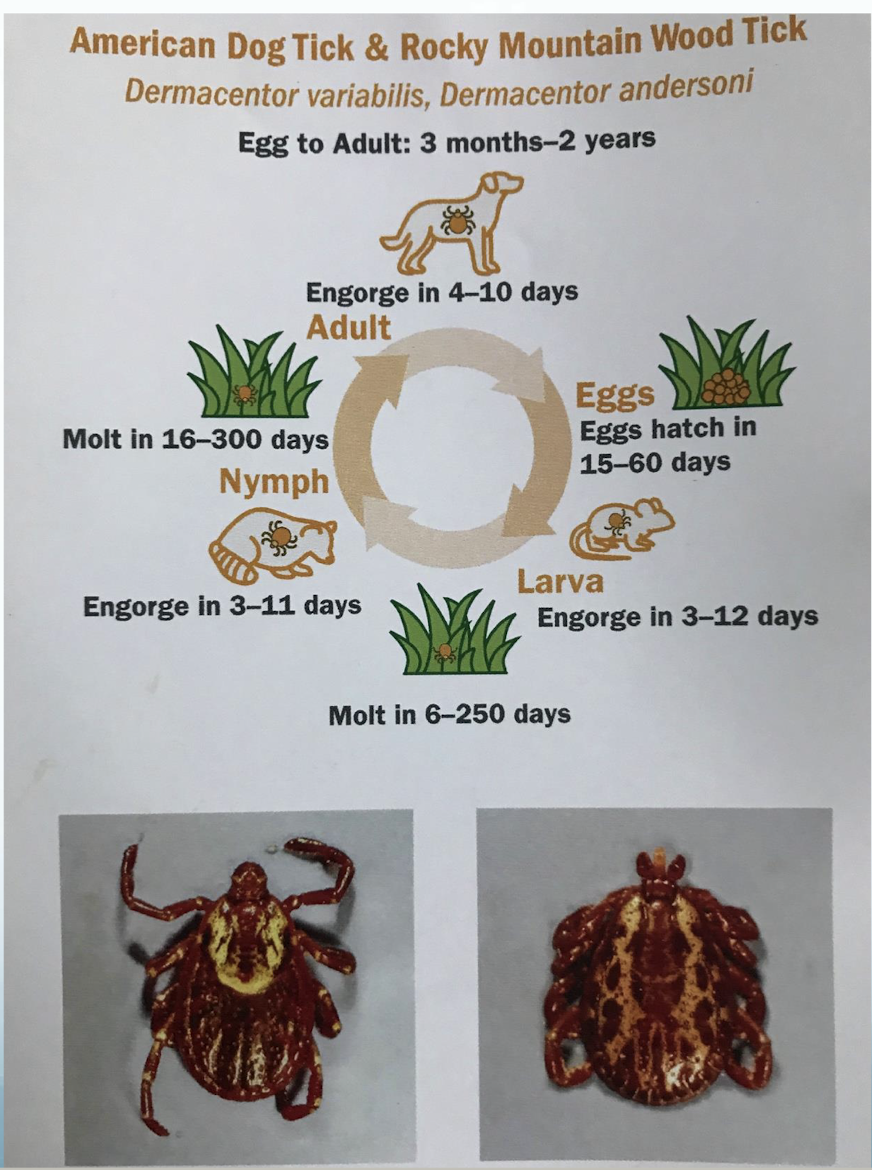 American Dog Tick & Rocky Mountain Wood Tick
Dermacentor variabilis, Dermacentor andersoni
Egg to Adult: 3 months–2 years
Engorge in 4–10 days
Adult
Eggs
Eggs hatch in
15–60 days
Molt in 16–300 days
Nymph
Engorge in 3–11 days
Larva
Engorge in 3–12 days
Molt in 6–250 days